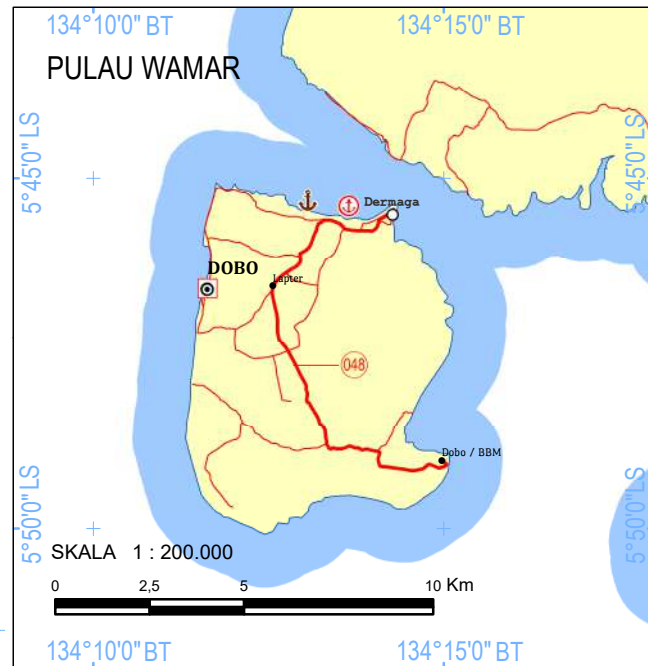 134°10'0" BT
134°15'0" BT
PULAU WAMAR
5°45'0" LS
5°45'0" LS
Dermaga
DOBO
Lapter
048
Dobo / BBM
5°50'0" LS
5°50'0" LS
SKALA 1 : 200.000
0 2,5 5 10 Km
134°10'0" BT
134°15'0" BT